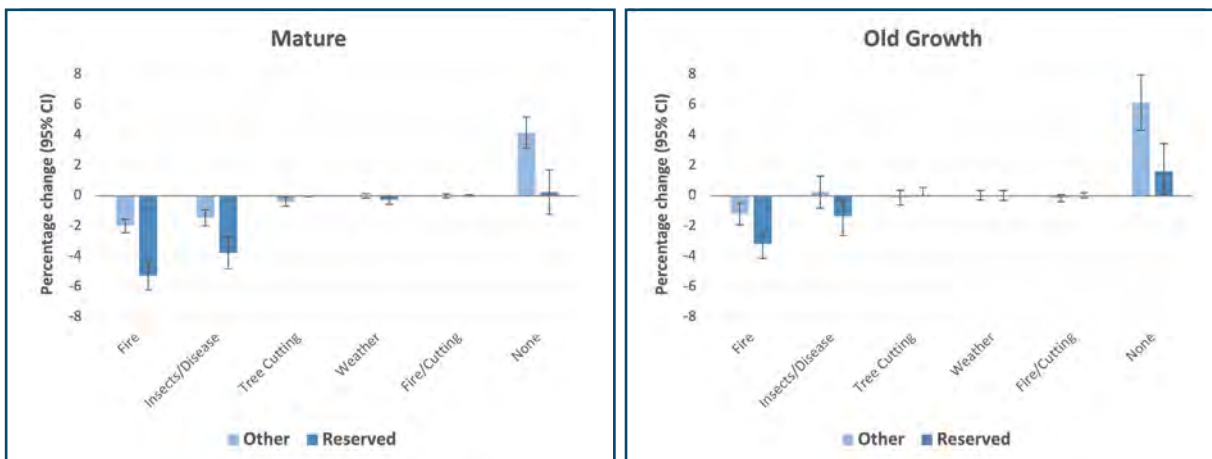 Mature
Percentage change (95% CI)
8
6
4
2
0
-2
-4
-6
-8
Fire
Insects/Disease
Tree Cutting
Weather
Fire/Cutting
None
Other Reserved
Old Growth
Percentage change (95% CI)
8
6
4
2
0
-2
-4
-6
-8
Fire
Insects/Disease
Tree Cutting
Weather
Fire/Cutting
None
Other Reserved